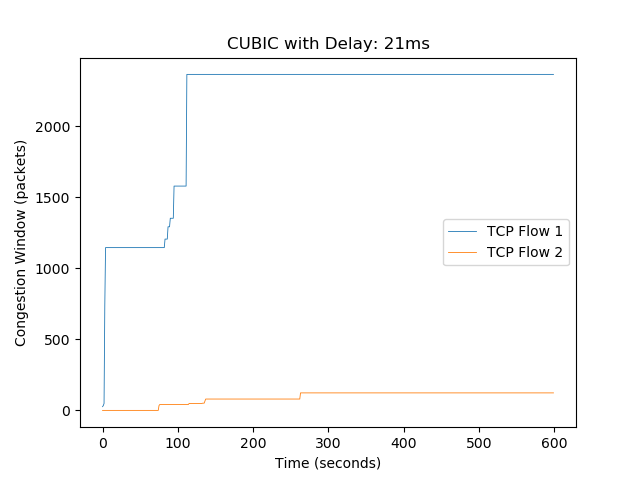 CUBIC with Delay: 21ms
Congestion Window (packets)
2000
1500
1000
500
0
TCP Flow 1
TCP Flow 2
0 100 200 300 400 500 600
Time (seconds)